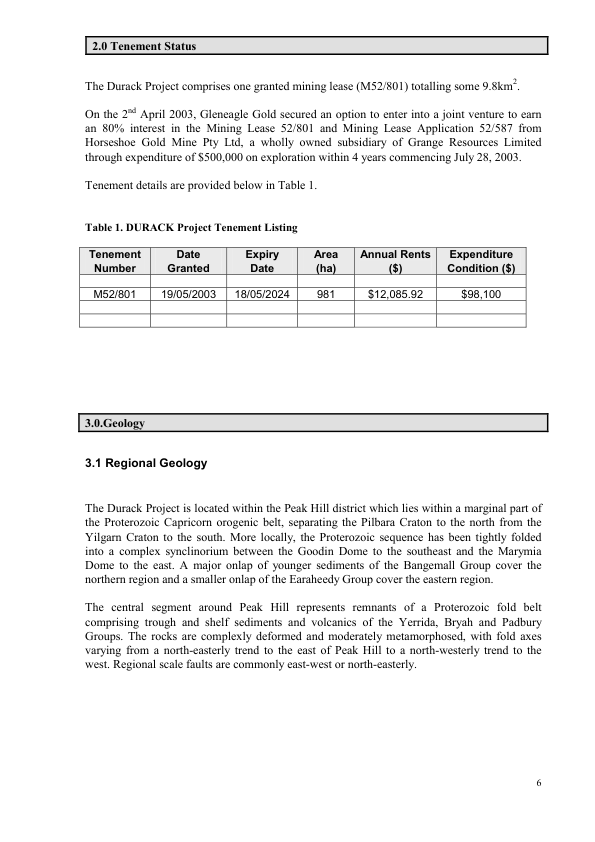 2.0 Tenement Status
The Durack Project comprises one granted mining lease (M52/801) totalling some 9.8km2.
On the 2nd April 2003, Gleneagle Gold secured an option to enter into a joint venture to earn
an 80% interest in the Mining Lease 52/801 and Mining Lease Application 52/587 from
Horseshoe Gold Mine Pty Ltd, a wholly owned subsidiary of Grange Resources Limited
through expenditure of $500,000 on exploration within 4 years commencing July 28, 2003.
Tenement details are provided below in Table 1.
Table 1. DURACK Project Tenement Listing
Tenement Date Expiry Area Annual Rents Expenditure
Number Granted Date (ha) ($) Condition ($)
M52/801 19/05/2003 18/05/2024 981 $12,085.92 $98,100
3.0.Geology
3.1 Regional Geology
The Durack Project is located within the Peak Hill district which lies within a marginal part of
the Proterozoic Capricorn orogenic belt, separating the Pilbara Craton to the north from the
Yilgarn Craton to the south. More locally, the Proterozoic sequence has been tightly folded
into a complex synclinorium between the Goodin Dome to the southeast and the Marymia
Dome to the east. A major onlap of younger sediments of the Bangemall Group cover the
northern region and a smaller onlap of the Earaheedy Group cover the eastern region.
The central segment around Peak Hill represents remnants of a Proterozoic fold belt
comprising trough and shelf sediments and volcanics of the Yerrida, Bryah and Padbury
Groups. The rocks are complexly deformed and moderately metamorphosed, with fold axes
varying from a north-easterly trend to the east of Peak Hill to a north-westerly trend to the
west. Regional scale faults are commonly east-west or north-easterly.
6